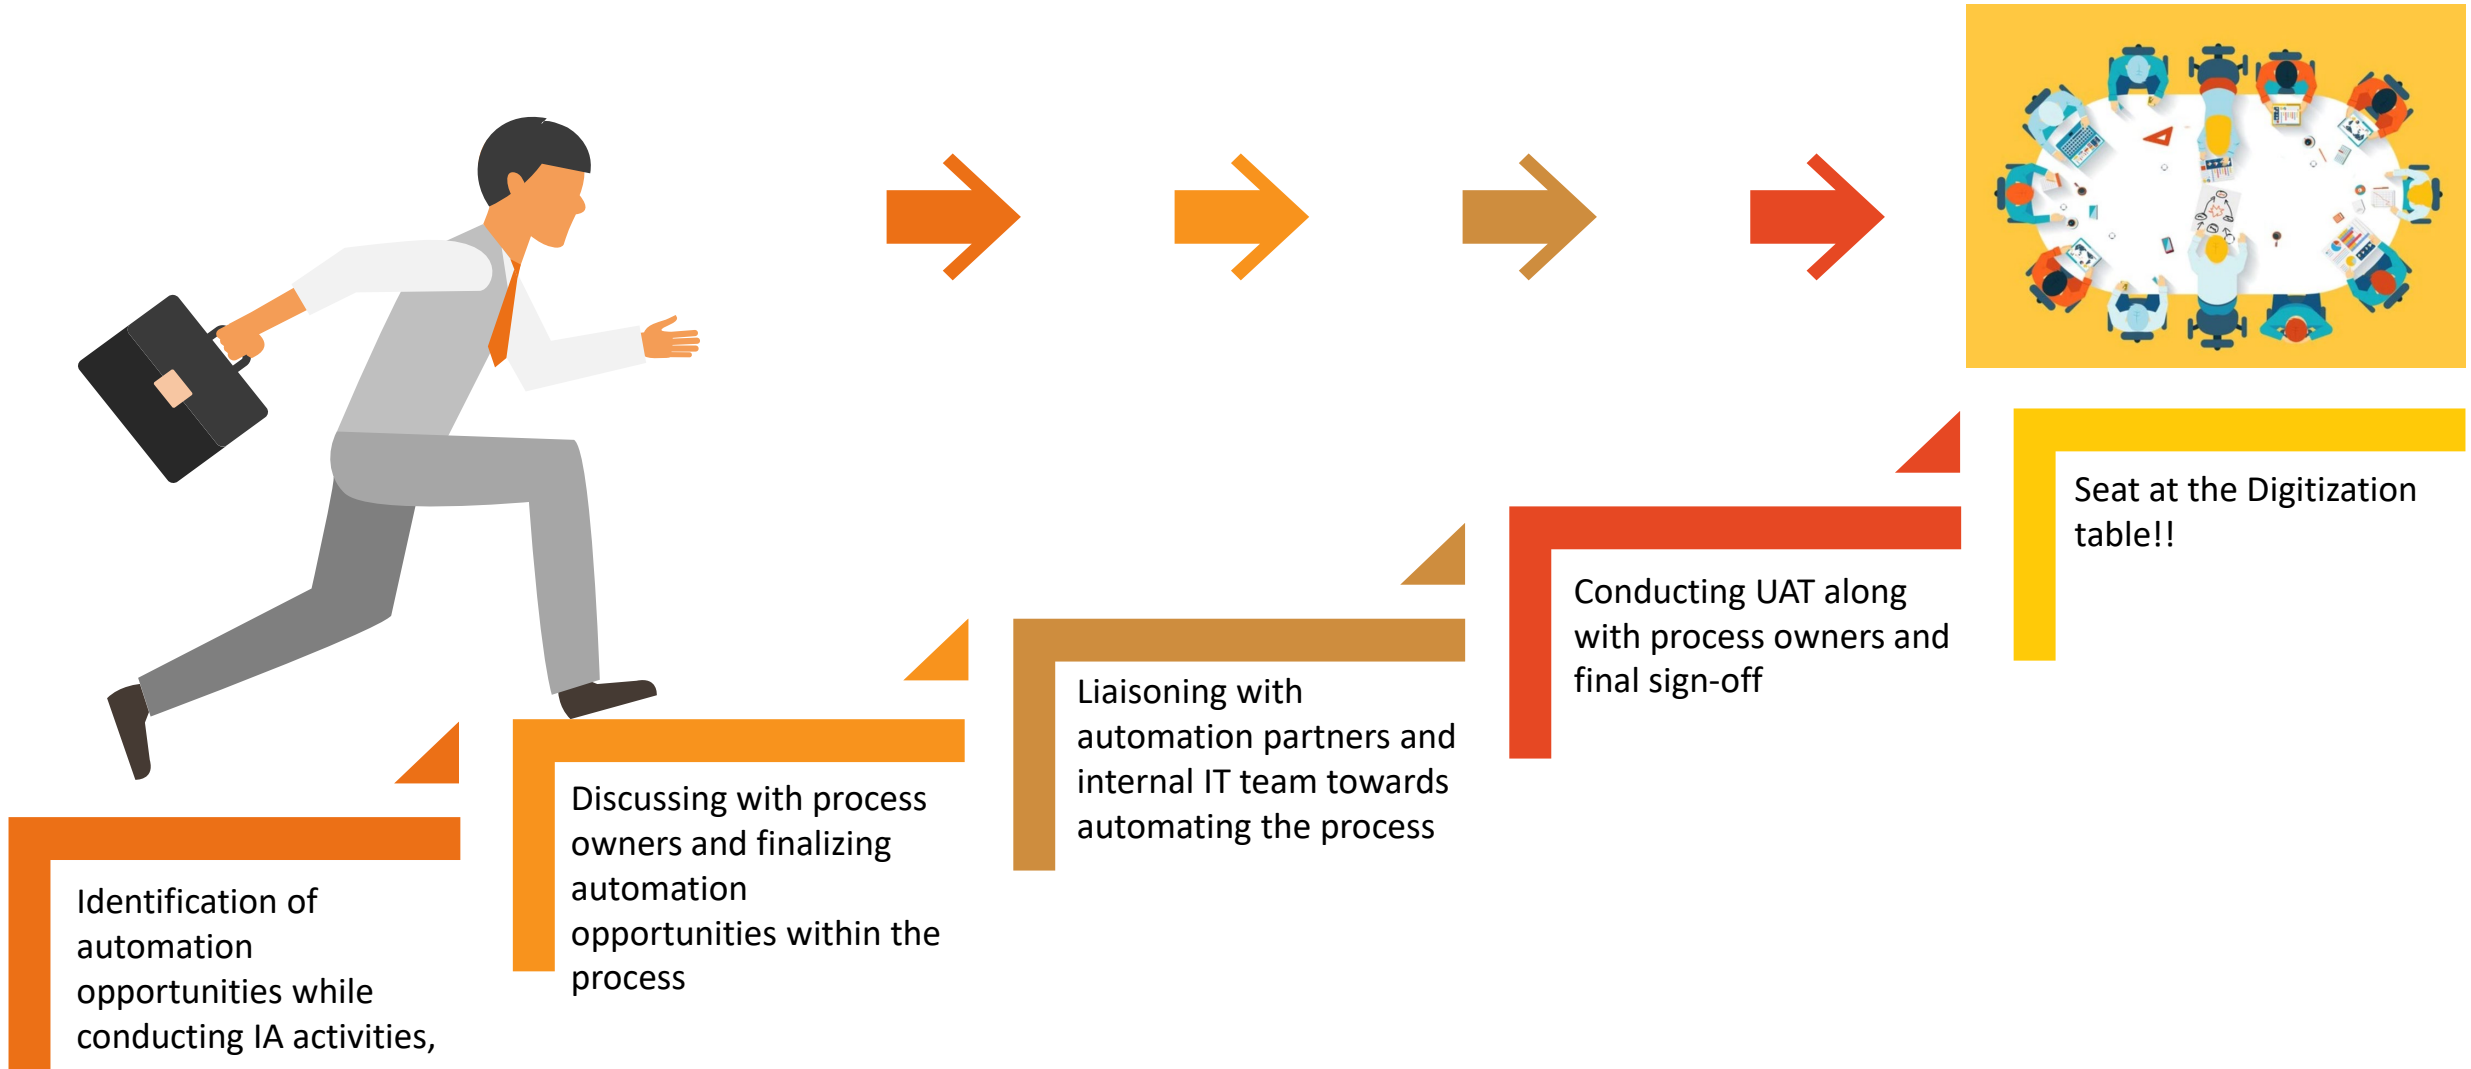 Identification of
automation
opportunities while
conducting IA activities,
Discussing with process
owners and finalizing
automation
opportunities within the
process
Liaisoning with
automation partners and
internal IT team towards
automating the process
Conducting UAT along
with process owners and
final sign-off
Seat at the Digitization
table!!